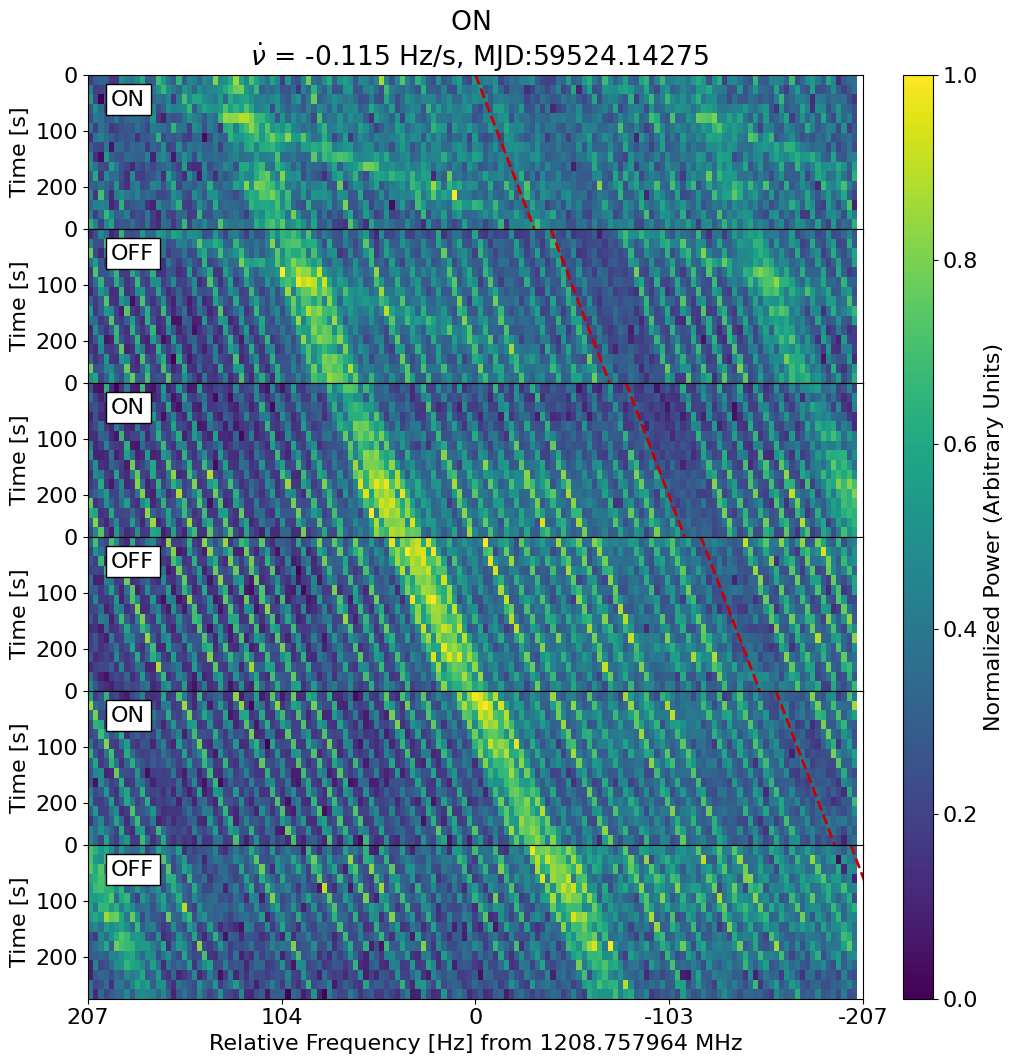 ON
ν̇ = -0.115 Hz/s, MJD:59524.14275
0
ON
100
200
Time [s]
0
OFF
100
200
Time [s]
0
ON
100
200
Time [s]
0
OFF
100
200
Time [s]
0
ON
100
200
Time [s]
0
OFF
100
200
Time [s]
207 104 0 -103 -207
Relative Frequency [Hz] from 1208.757964 MHz
1.0
0.8
0.6
0.4
0.2
0.0
Normalized Power (Arbitrary Units)